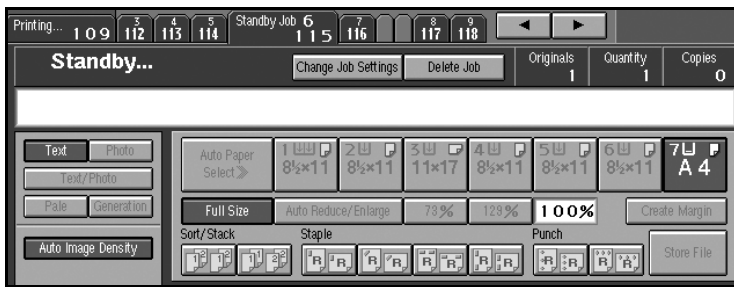 Printing... 109
3 112
4 113
5 114
Standby Job 6 115
7 116
8 117
9 118
Standby...
Change Job Settings
Delete Job
Originals 1
Quantity 1
Copies 0
Text
Photo
Text/Photo
Pale
Generation
Auto Image Density
Auto Paper Select
1 8½×11
2 8½×11
3 11×17
4 8½×11
5 8½×11
6 8½×11
7 A4
Full Size
Auto Reduce/Enlarge
73%
129%
100%
Create Margin
Sort/Stack
Staple
Punch
Store File